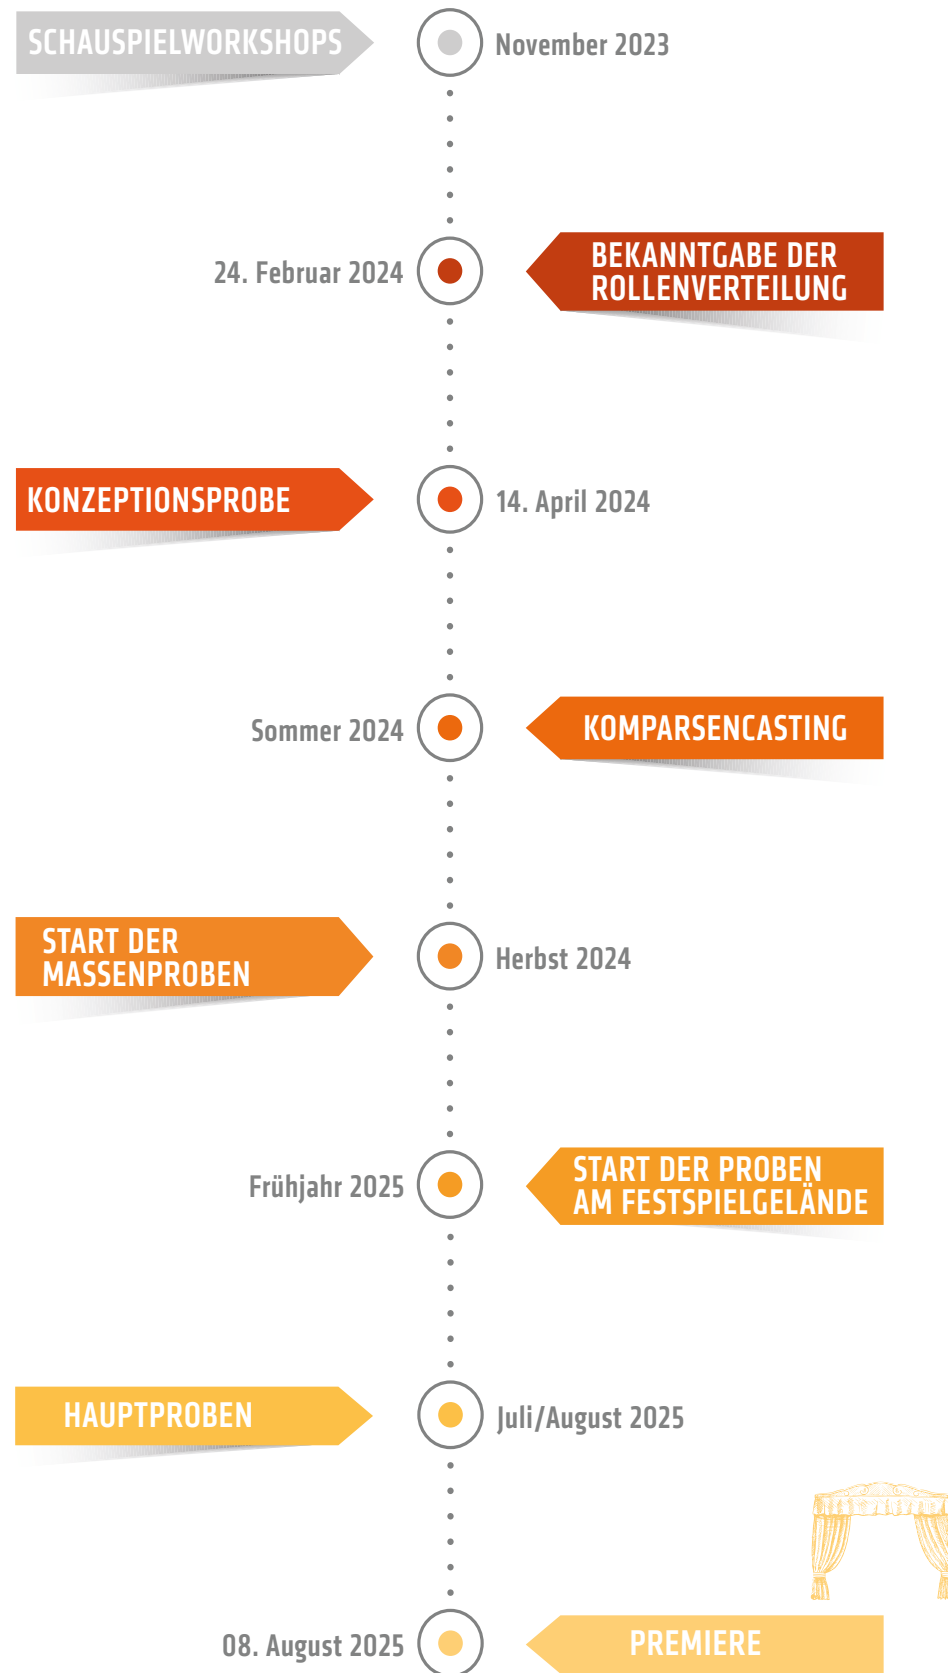 SCHAUSPIELWORKSHOPS
November 2023
24. Februar 2024
BEKANNTGABE DER
ROLLENVERTEILUNG
KONZEPTIONSPROBE
14. April 2024
Sommer 2024
KOMPARSENCASTING
START DER
MASSENPROBEN
Herbst 2024
Frühjahr 2025
START DER PROBEN
AM FESTSPIELGELÄNDE
HAUPTPROBEN
Juli/August 2025
08. August 2025
PREMIERE